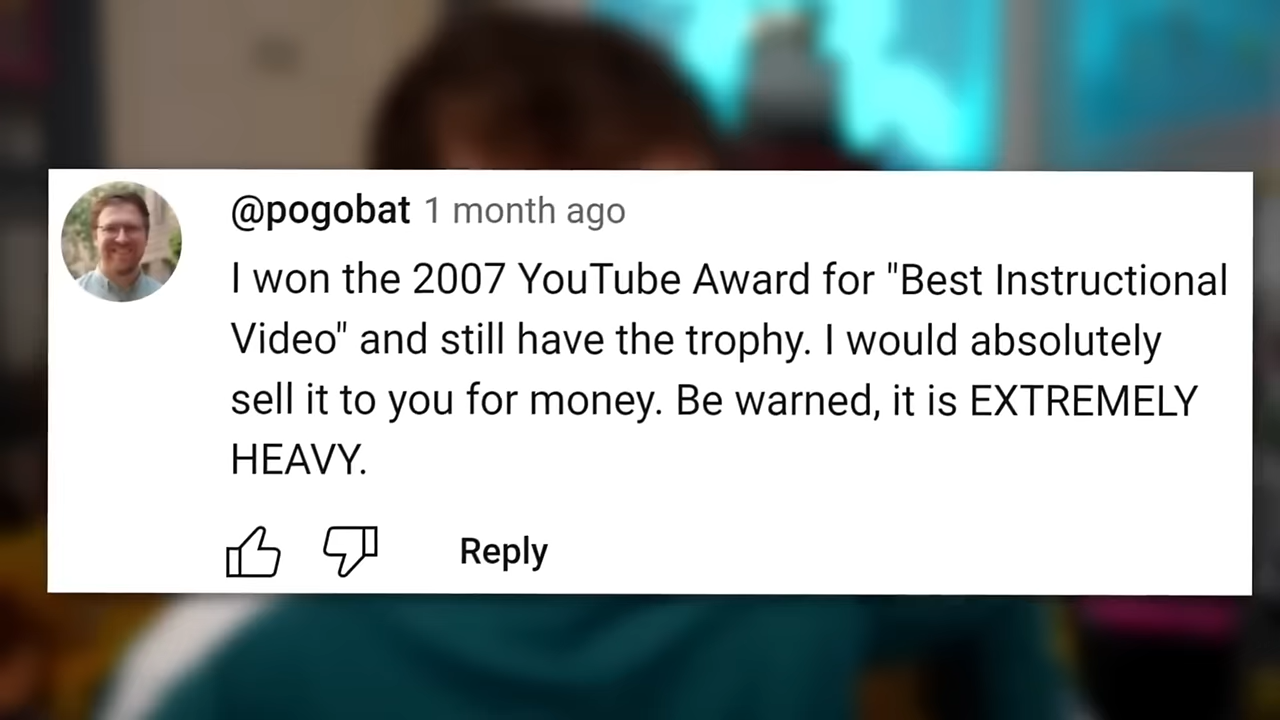 @pogobat 1 month ago
I won the 2007 YouTube Award for "Best Instructional
Video" and still have the trophy. I would absolutely
sell it to you for money. Be warned, it is EXTREMELY
HEAVY.
Reply